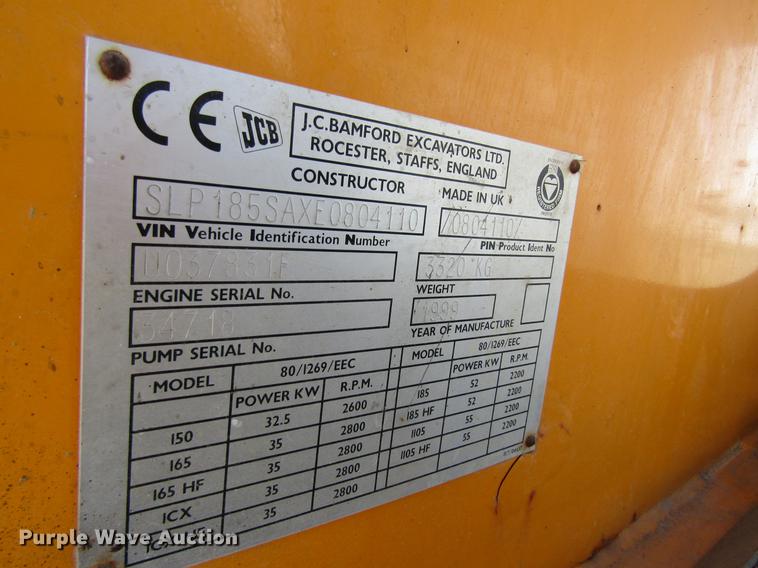 CE JCB
J.C.BAMFORD EXCAVATORS LTD.
ROCESTER, STAFFS, ENGLAND
CONSTRUCTOR MADE IN UK
SLP185SAXE0804110 /0804110/
VIN Vehicle Identification Number PIN Product Ident No
U037831F 3320 KG
ENGINE SERIAL No. WEIGHT
34718 1999
PUMP SERIAL No. YEAR OF MANUFACTURE
MODEL 80/1269/EEC MODEL 80/1269/EEC
POWER KW R.P.M. POWER KW R.P.M.
150 32.5 2600 185 52 2200
165 35 2800 185 HF 52 2200
165 HF 35 2800 1105 55 2200
1CX 35 2800 1105 HF 55 2200
35 2800
Purple Wave Auction